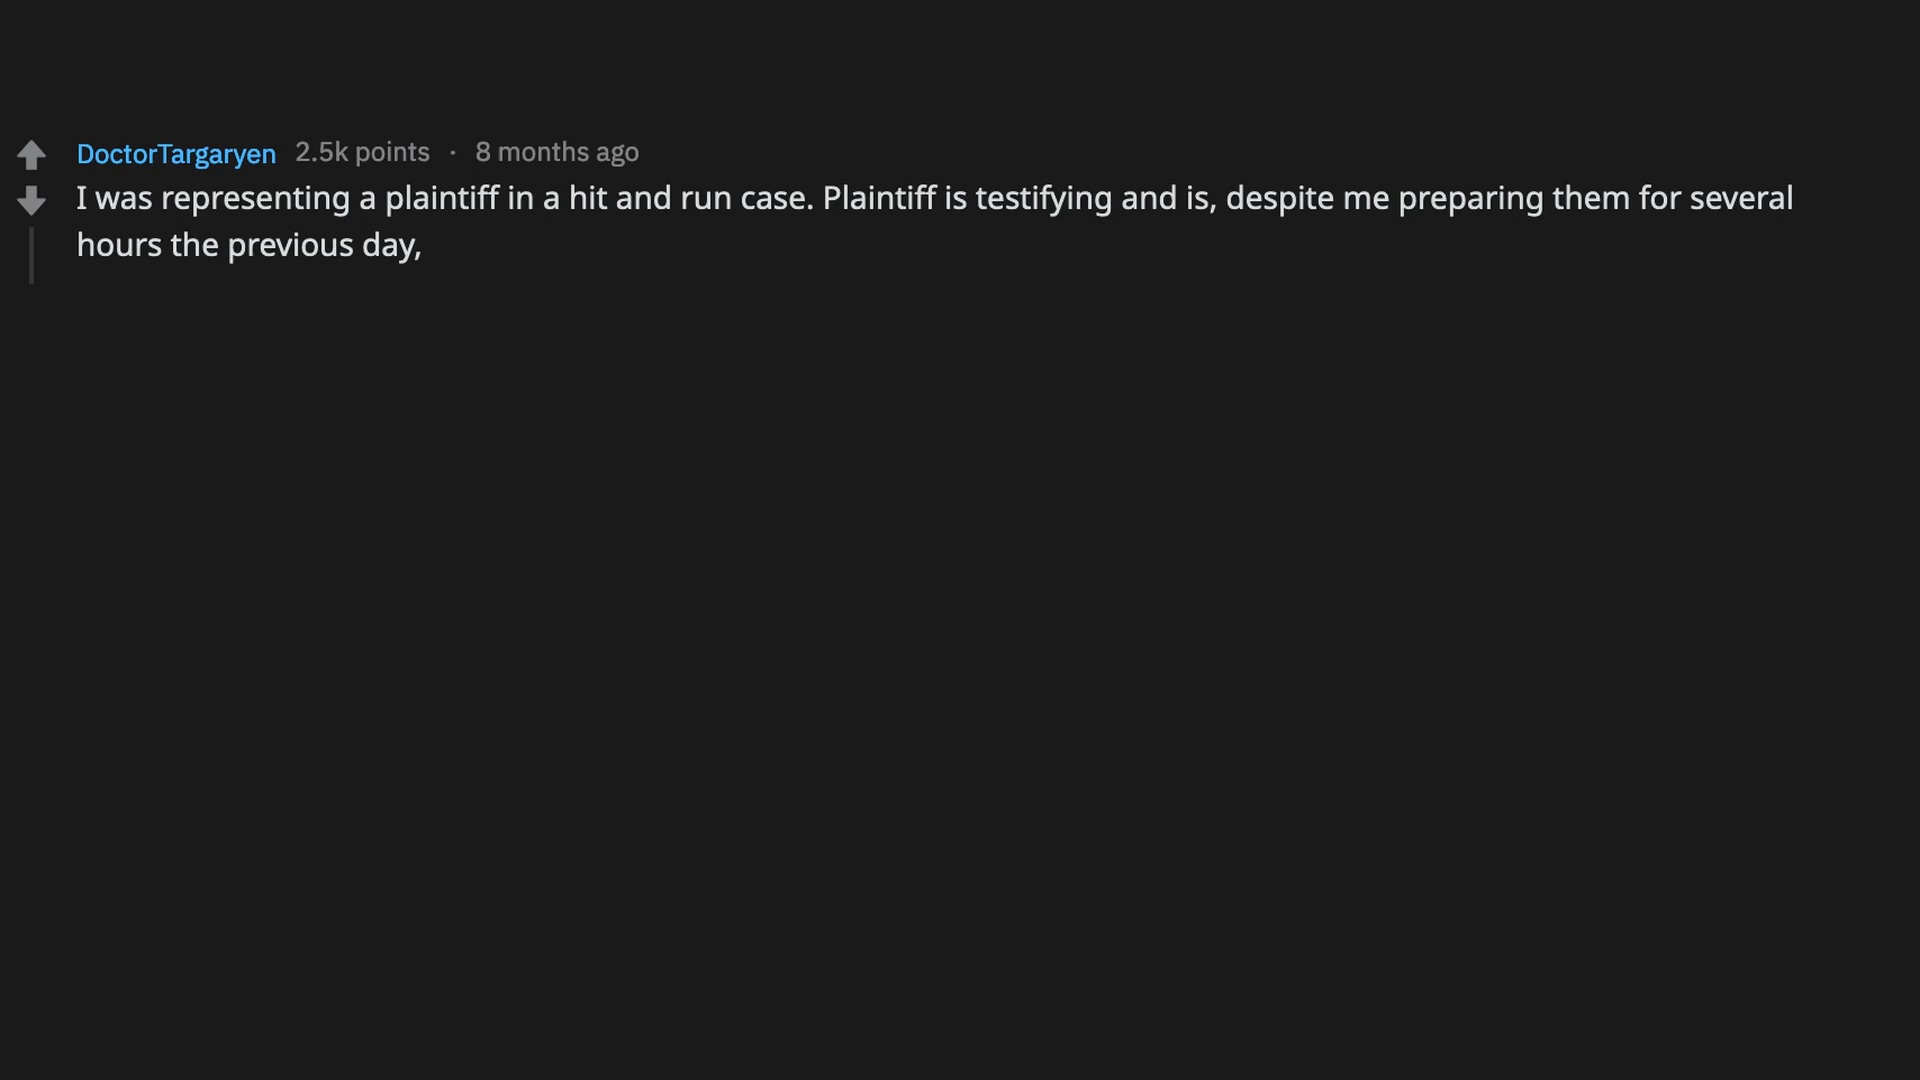 DoctorTargaryen 2.5k points · 8 months ago
I was representing a plaintiff in a hit and run case. Plaintiff is testifying and is, despite me preparing them for several
hours the previous day,